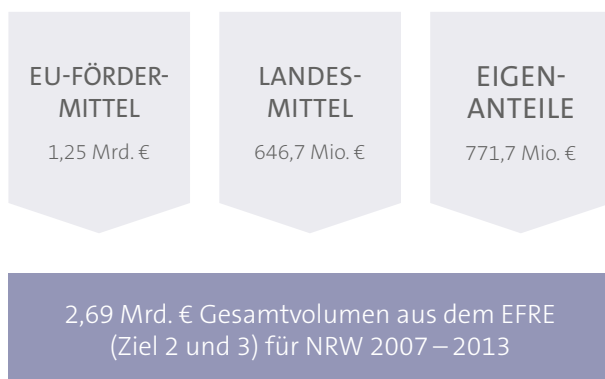 EU-FÖRDER-
MITTEL
1,25 Mrd. €
LANDES-
MITTEL
646,7 Mio. €
EIGEN-
ANTEILE
771,7 Mio. €
2,69 Mrd. € Gesamtvolumen aus dem EFRE
(Ziel 2 und 3) für NRW 2007 – 2013